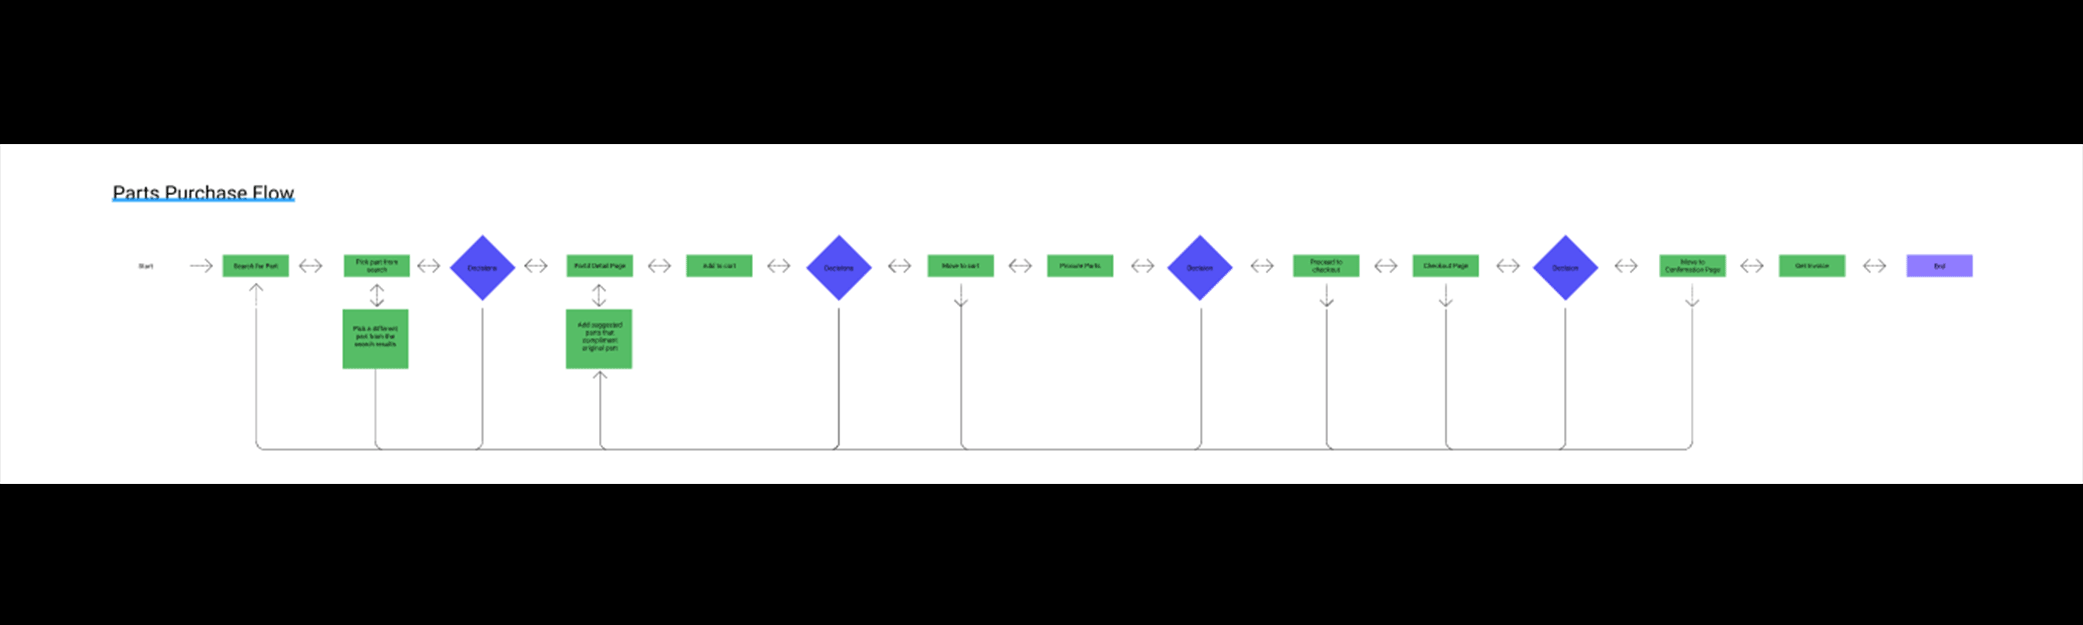 Parts Purchase Flow
Start
Search for Part
Pick part from
search
Decisions
Part/ Detail Page
Add to cart
Decisions
Move to cart
Parts
Decision
Proceed to
checkout
Checkout Page
Decision
Move to
Confirmation Page
Get Invoice
End
Pick a different
part from the
search results
Add suggested
parts that
compliment
original part